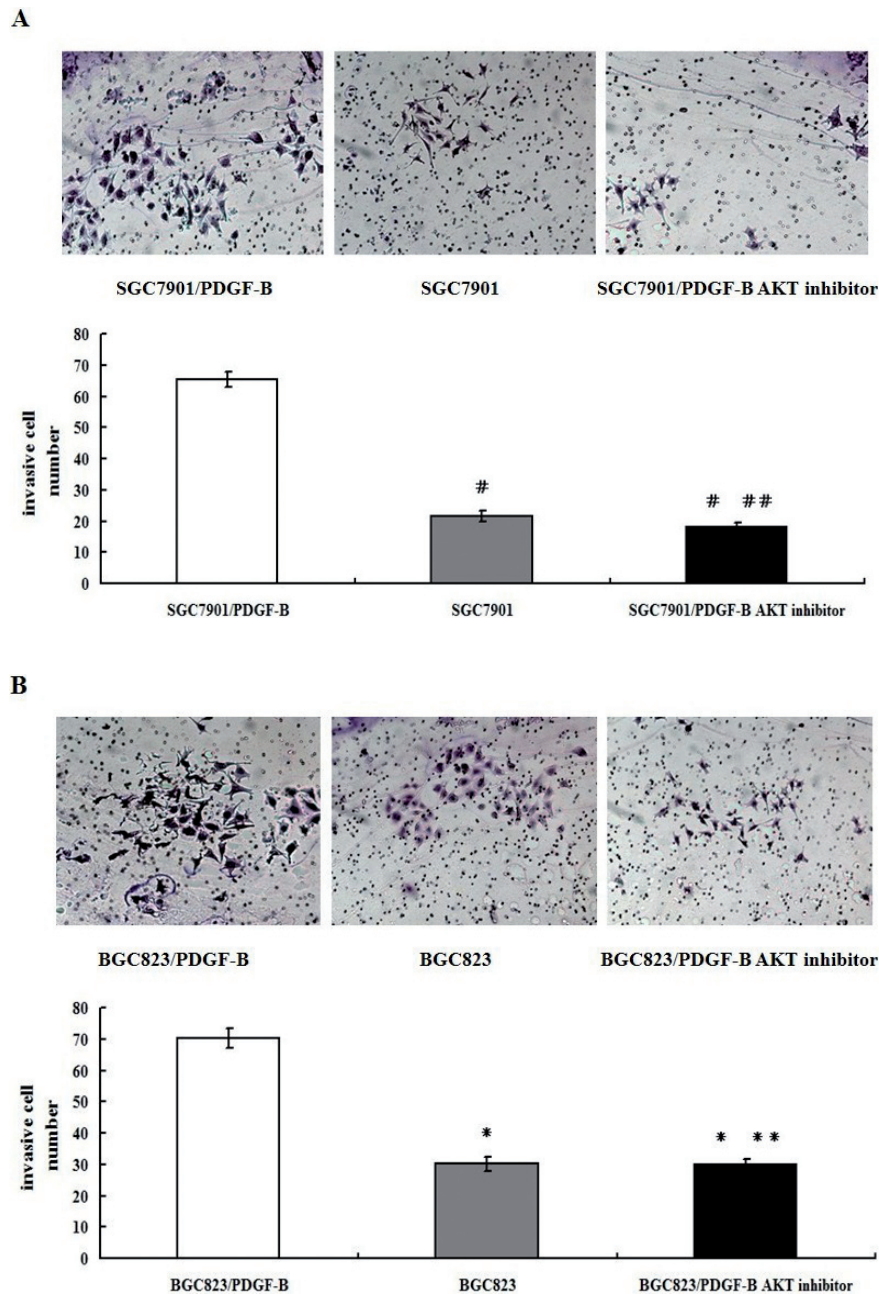 A
SGC7901/PDGF-B
SGC7901
SGC7901/PDGF-B AKT inhibitor
80
70
60
50
40
30
20
10
0
invasive cell
number
#
# ##
SGC7901/PDGF-B
SGC7901
SGC7901/PDGF-B AKT inhibitor
B
BGC823/PDGF-B
BGC823
BGC823/PDGF-B AKT inhibitor
80
70
60
50
40
30
20
10
0
invasive cell
number
*
* **
BGC823/PDGF-B
BGC823
BGC823/PDGF-B AKT inhibitor